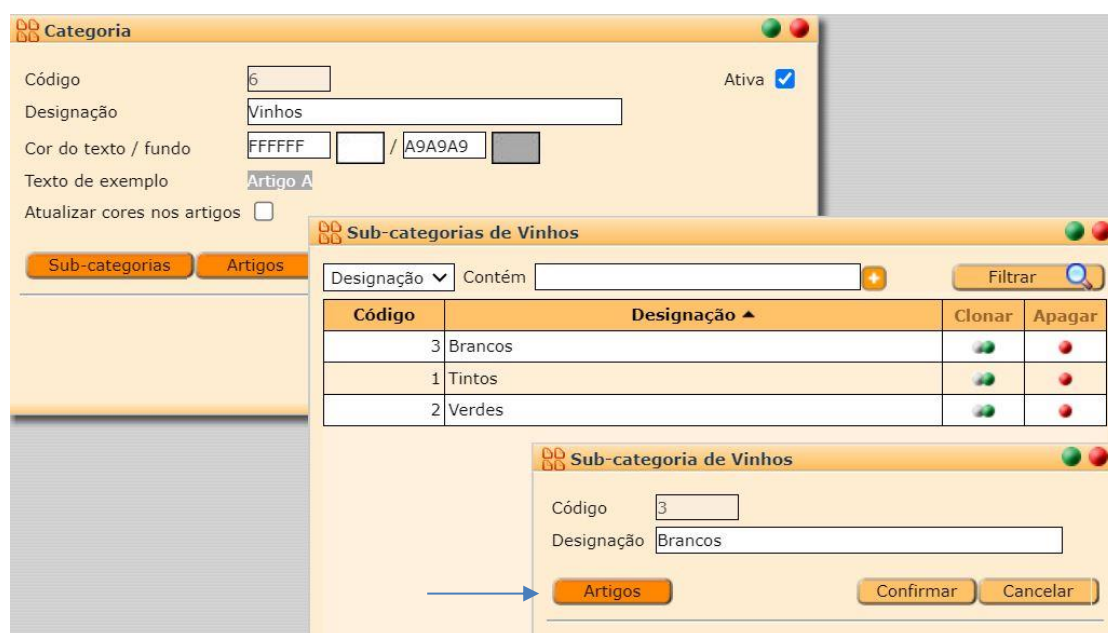 Categoria
Código 6 Ativa
Designação Vinhos
Cor do texto / fundo FFFFFF / A9A9A9
Texto de exemplo Artigo A
Atualizar cores nos artigos
Sub-categorias Artigos
Sub-categorias de Vinhos
Designação Contém Filtrar
Código Designação Clonar Apagar
3 Brancos
1 Tintos
2 Verdes
Sub-categoria de Vinhos
Código 3
Designação Brancos
Artigos Confirmar Cancelar